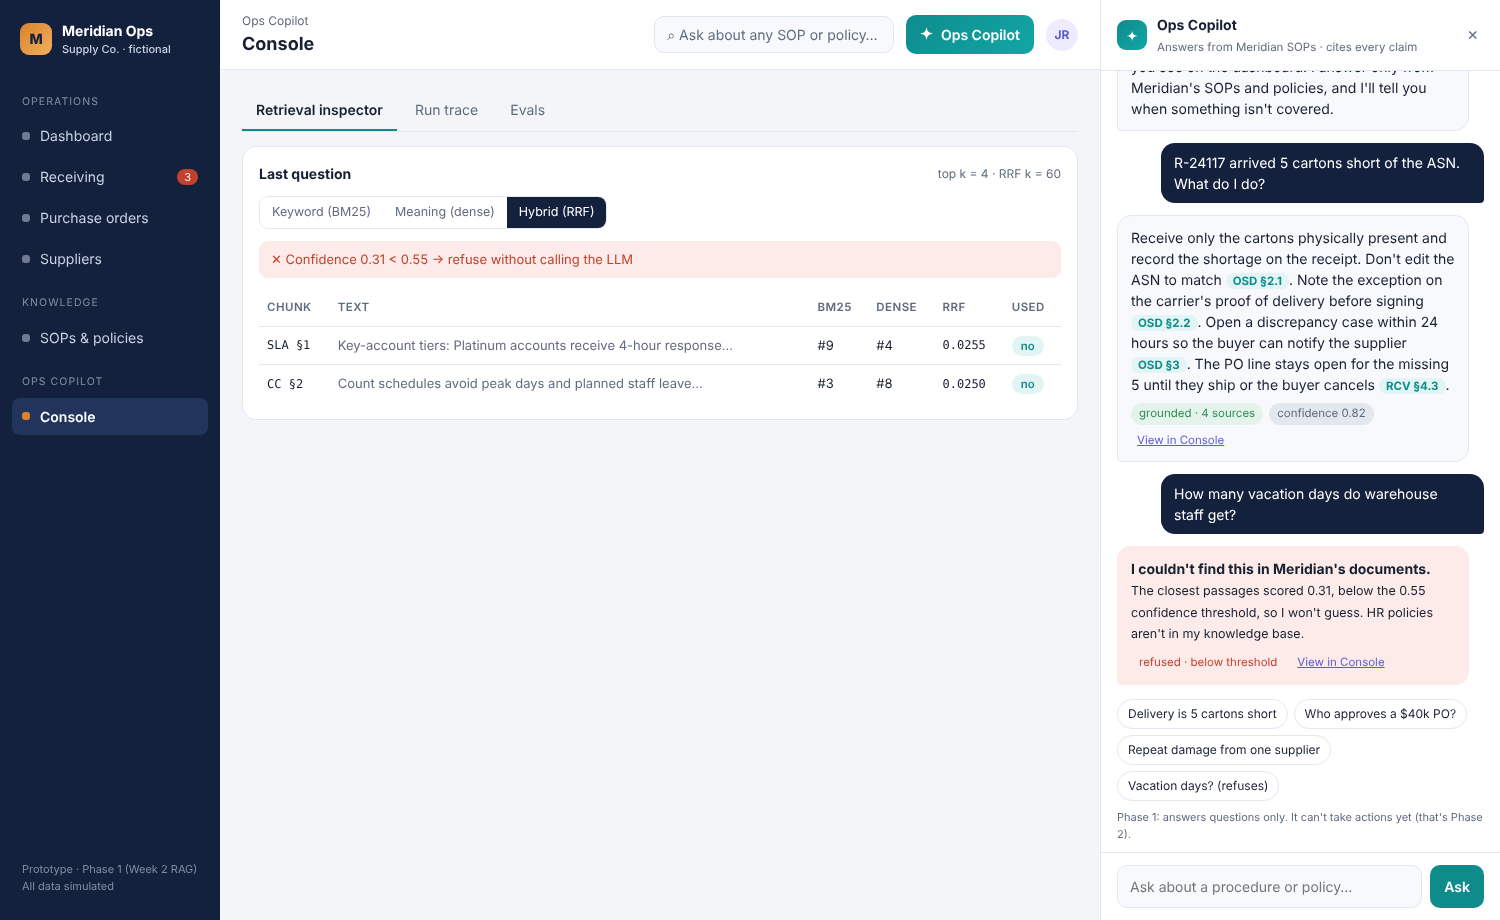 M
Meridian Ops
Supply Co. · fictional
OPERATIONS
Dashboard
Receiving 3
Purchase orders
Suppliers
KNOWLEDGE
SOPs & policies
OPS COPILOT
Console
Prototype · Phase 1 (Week 2 RAG)
All data simulated
Ops Copilot
Console
Ask about any SOP or policy...
✦ Ops Copilot
JR
Retrieval inspector Run trace Evals
Last question top k = 4 · RRF k = 60
Keyword (BM25) Meaning (dense) Hybrid (RRF)
✕ Confidence 0.31 < 0.55 → refuse without calling the LLM
CHUNK TEXT BM25 DENSE RRF USED
SLA §1 Key-account tiers: Platinum accounts receive 4-hour response... #9 #4 0.0255 no
CC §2 Count schedules avoid peak days and planned staff leave... #3 #8 0.0250 no
✦ Ops Copilot ✕
Answers from Meridian SOPs · cites every claim
Meridian's SOPs and policies, and I'll tell you
when something isn't covered.
R-24117 arrived 5 cartons short of the ASN.
What do I do?
Receive only the cartons physically present and
record the shortage on the receipt. Don't edit the
ASN to match OSD §2.1 . Note the exception on
the carrier's proof of delivery before signing
OSD §2.2 . Open a discrepancy case within 24
hours so the buyer can notify the supplier
OSD §3 . The PO line stays open for the missing
5 until they ship or the buyer cancels RCV §4.3 .
grounded · 4 sources confidence 0.82
View in Console
How many vacation days do warehouse
staff get?
I couldn't find this in Meridian's documents.
The closest passages scored 0.31, below the 0.55
confidence threshold, so I won't guess. HR policies
aren't in my knowledge base.
refused · below threshold View in Console
Delivery is 5 cartons short Who approves a $40k PO?
Repeat damage from one supplier
Vacation days? (refuses)
Phase 1: answers questions only. It can't take actions yet (that's Phase
2).
Ask about a procedure or policy... Ask